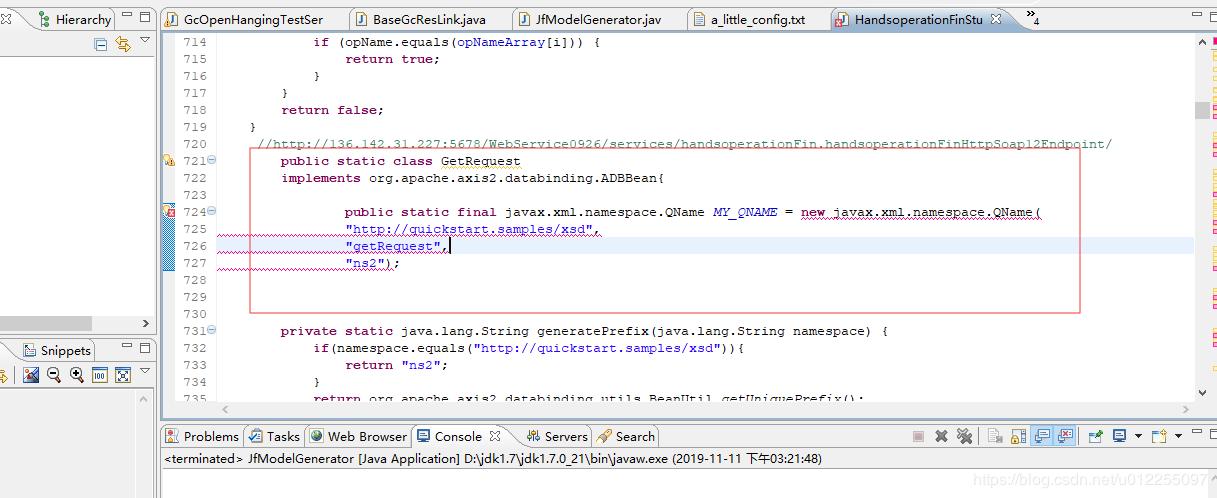 Hierarchy
GcOpenHangingTestSer
BaseGcResLink.java
JfModelGenerator.jav
a_little_config.txt
HandsoperationFinStu
»4
714 if (opName.equals(opNameArray[i])) {
715 return true;
716 }
717 }
718 return false;
719 }
720 //http://136.142.31.227:5678/WebService0926/services/handsoperationFin.handsoperationFinHttpSoap12Endpoint/
721 public static class GetRequest
722 implements org.apache.axis2.databinding.ADBBean{
723
724 public static final javax.xml.namespace.QName MY_QNAME = new javax.xml.namespace.QName(
725 "http://quickstart.samples/xsd",
726 "getRequest",
727 "ns2");
728
729
730
731 private static java.lang.String generatePrefix(java.lang.String namespace) {
732 if(namespace.equals("http://quickstart.samples/xsd")){
733 return "ns2";
734 }
735 return org.apache.axis2.databinding.utils.BeanUtil.getUniquePrefix();
Snippets
100
Problems
Tasks
Web Browser
Console
Servers
Search
<terminated> JfModelGenerator [Java Application] D:\jdk1.7\jdk1.7.0_21\bin\javaw.exe (2019-11-11 下午03:21:48)
https://blog.csdn.net/u012255097